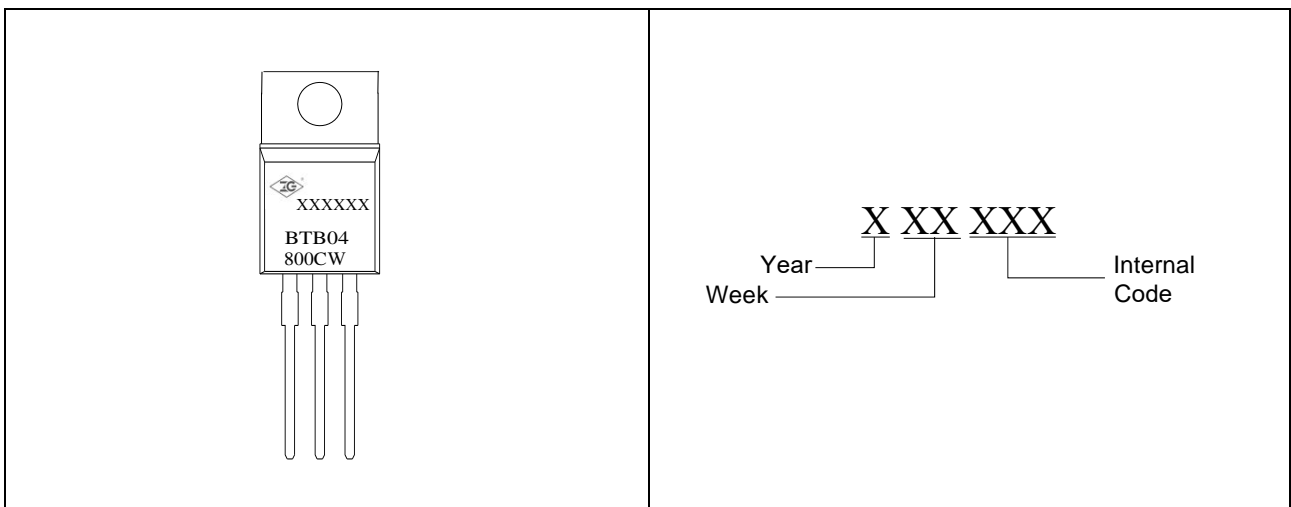 XXXXXX
BTB04
800CW
X XX XXX
Year
Week
Internal
Code